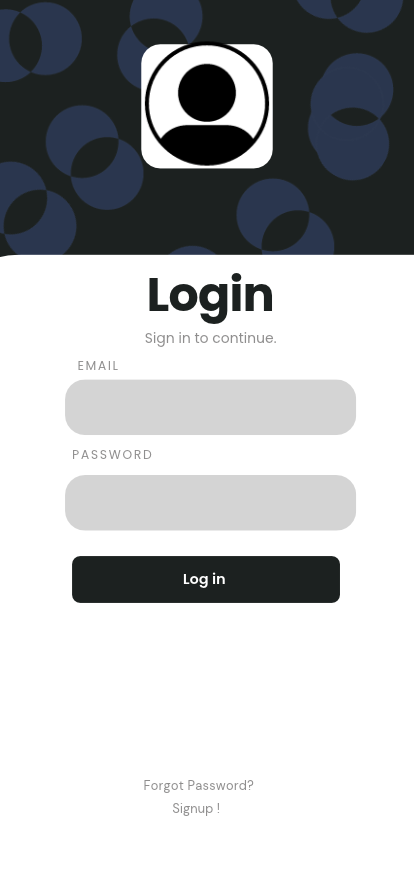 Login
Sign in to continue.
EMAIL
PASSWORD
Log in
Forgot Password?
Signup !